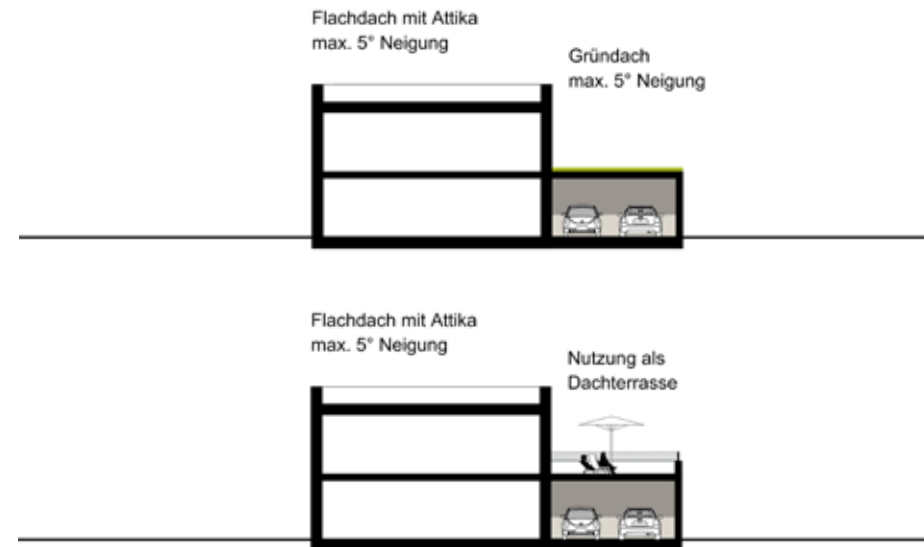 Flachdach mit Attika
max. 5° Neigung
Gründach
max. 5° Neigung
Flachdach mit Attika
max. 5° Neigung
Nutzung als
Dachterrasse